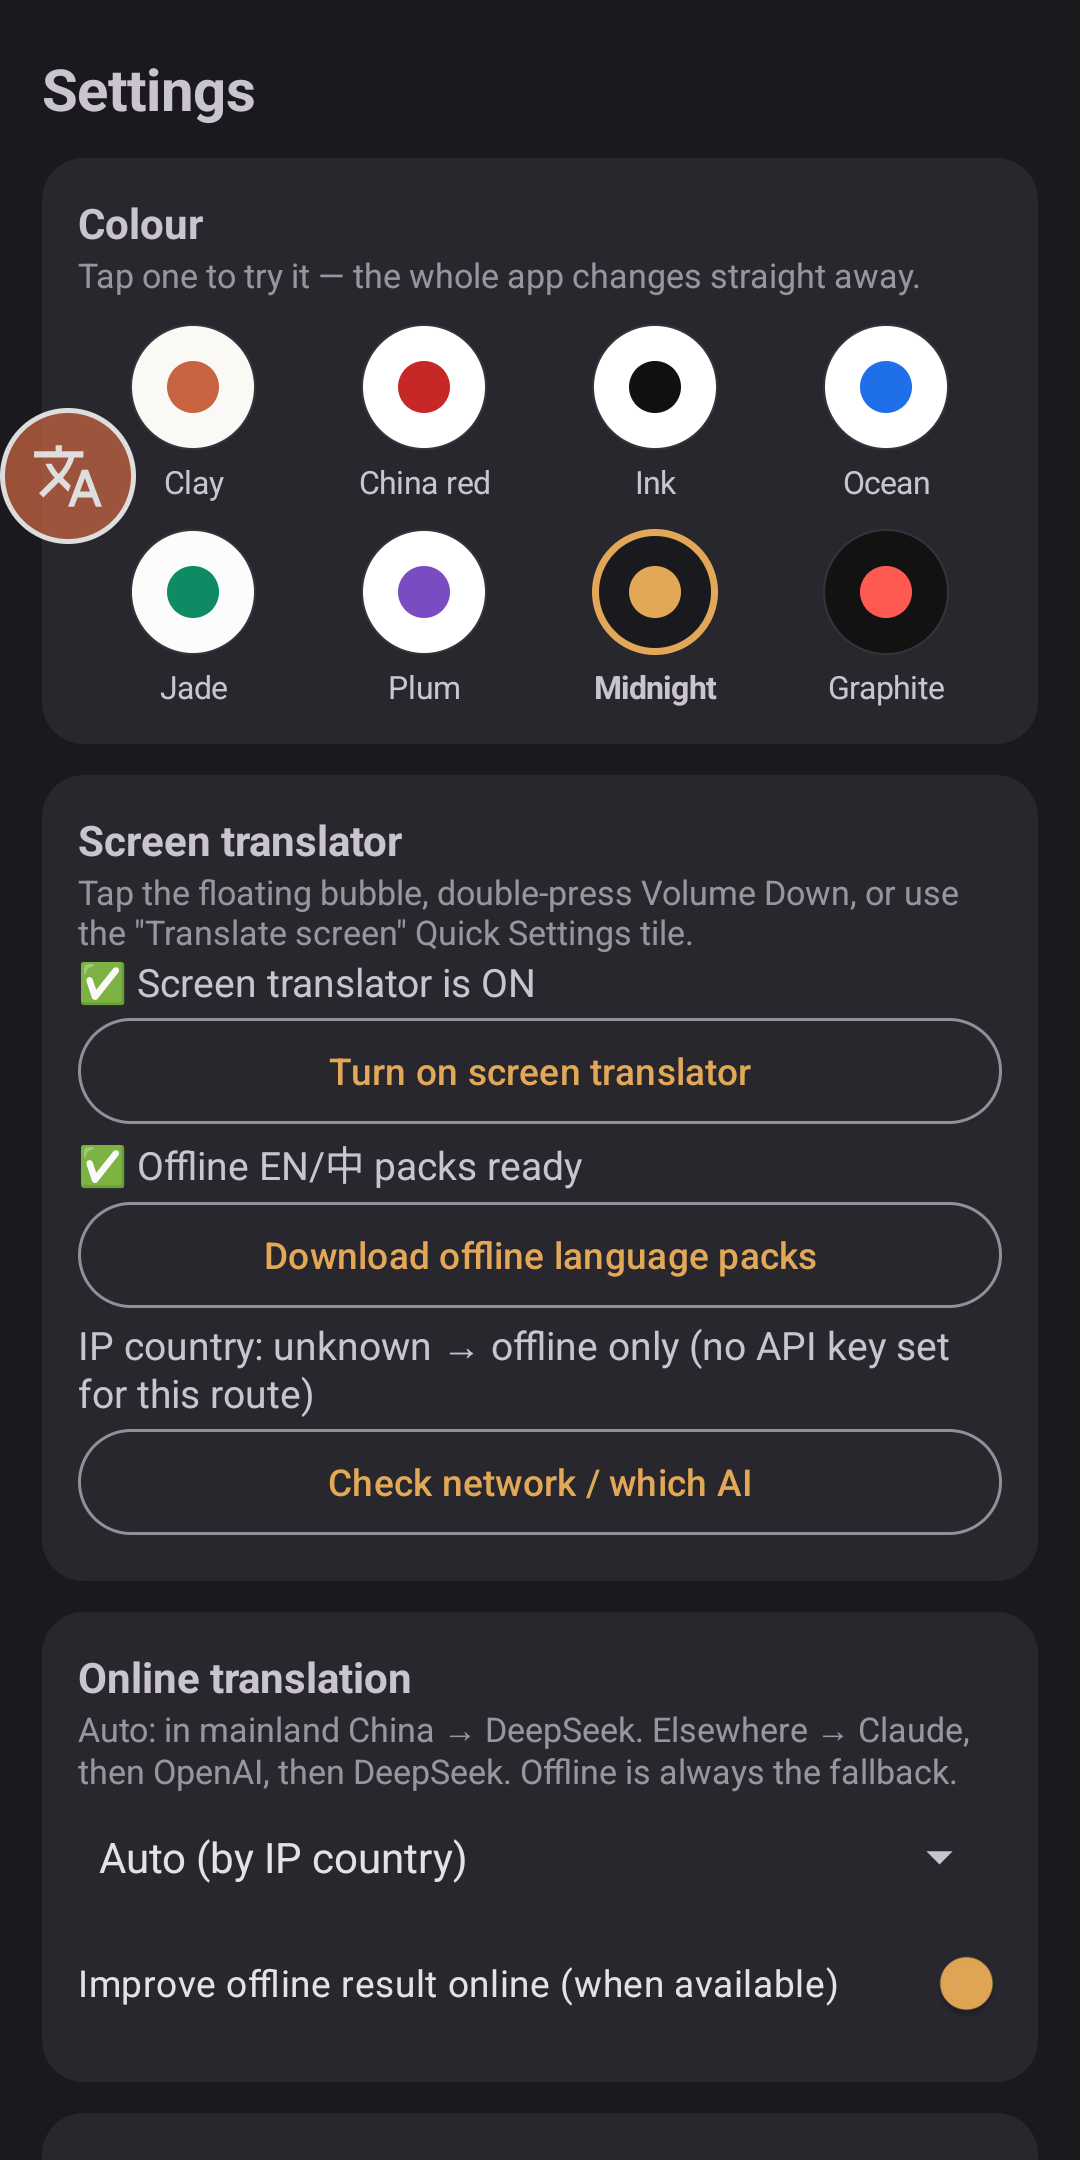 Settings
Colour
Tap one to try it — the whole app changes straight away.
Clay
China red
Ink
Ocean
文A
Jade
Plum
Midnight
Graphite
Screen translator
Tap the floating bubble, double-press Volume Down, or use
the "Translate screen" Quick Settings tile.
✅ Screen translator is ON
Turn on screen translator
✅ Offline EN/中 packs ready
Download offline language packs
IP country: unknown → offline only (no API key set
for this route)
Check network / which AI
Online translation
Auto: in mainland China → DeepSeek. Elsewhere → Claude,
then OpenAI, then DeepSeek. Offline is always the fallback.
Auto (by IP country)
Improve offline result online (when available)